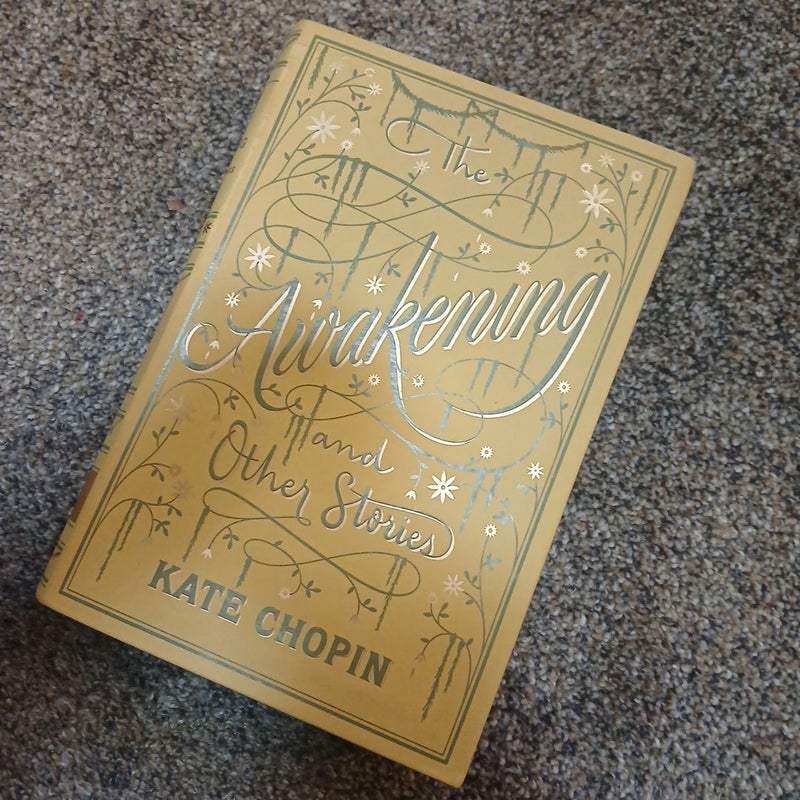 The
Awakening
and
Other Stories
KATE CHOPIN